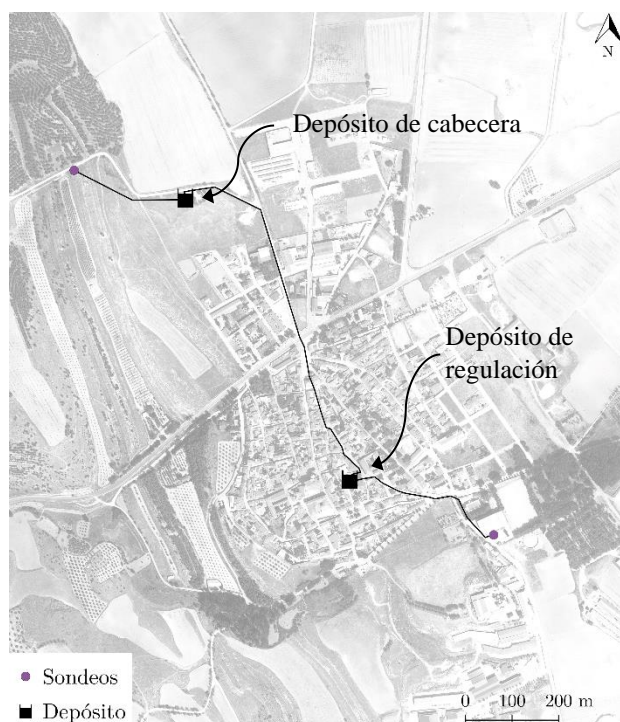 N
Depósito de cabecera
Depósito de
regulación
Sondeos
Depósito
0 100 200 m